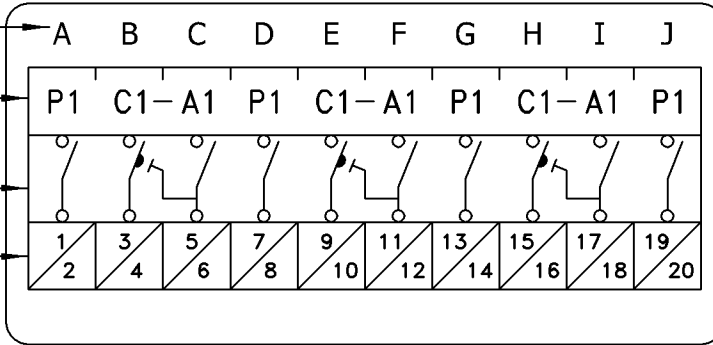 A B C D E F G H I J
P1 C1-A1 P1 C1-A1 P1 C1-A1 P1
1 3 5 7 9 11 13 15 17 19
2 4 6 8 10 12 14 16 18 20